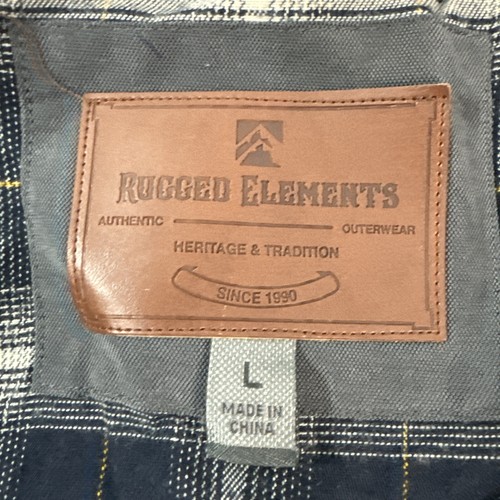 RUGGED ELEMENTS
AUTHENTIC OUTERWEAR
HERITAGE & TRADITION
SINCE 1990
L
MADE IN
CHINA